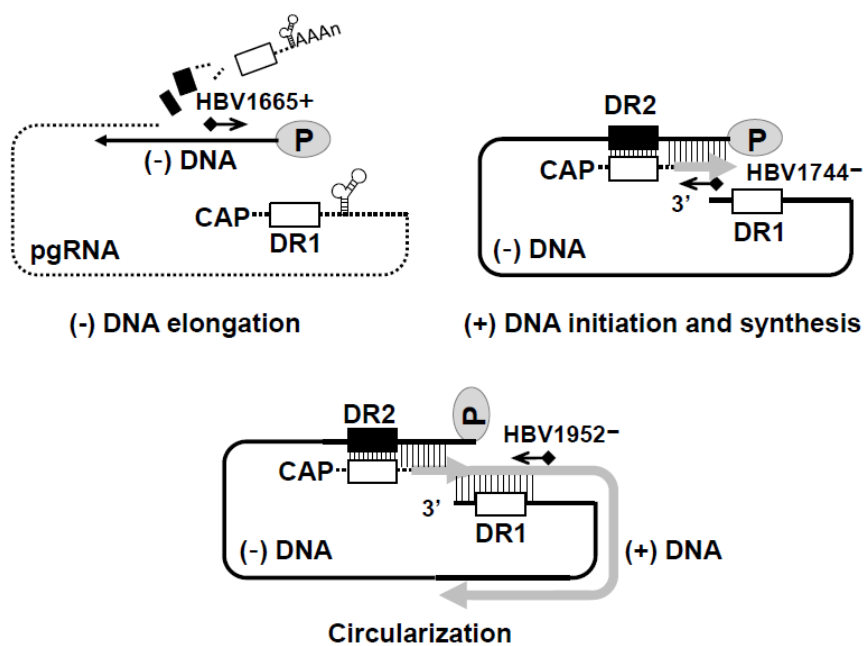 AAAn
HBV1665+
P
(-) DNA
CAP
DR1
pgRNA
(-) DNA elongation
DR2
P
CAP
HBV1744−
3’
DR1
(-) DNA
(+) DNA initiation and synthesis
P
DR2
HBV1952−
CAP
3’
DR1
(-) DNA
(+) DNA
Circularization